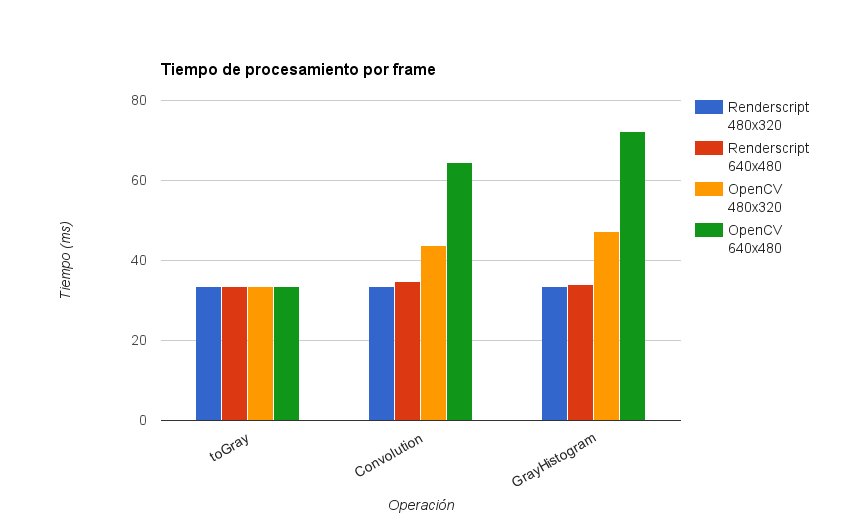 Tiempo de procesamiento por frame
80
60
40
20
0
Tiempo (ms)
toGray
Convolution
GrayHistogram
Operación
Renderscript
480x320
Renderscript
640x480
OpenCV
480x320
OpenCV
640x480